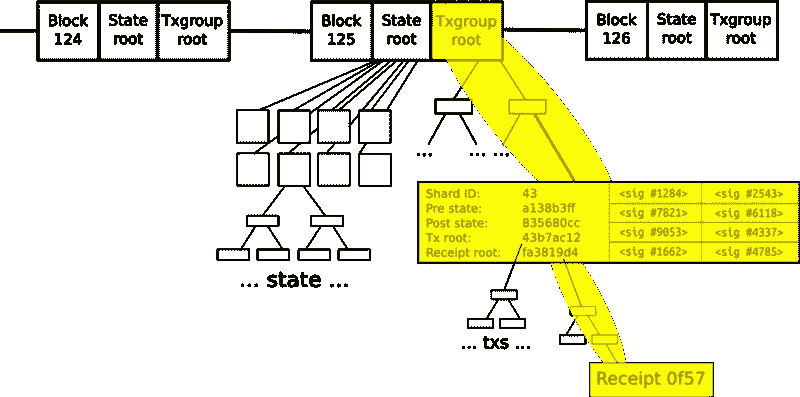 Block 124 State root Txgroup root
Block 125 State root Txgroup root
Block 126 State root Txgroup root
... ... ...
Shard ID: 43 <sig #1284> <sig #2543>
Pre state: a138b3ff <sig #7821> <sig #6118>
Post state: 835680cc <sig #9053> <sig #4337>
Tx root: 43b7ac12 <sig #1662> <sig #4785>
Receipt root: fa3819d4
... state ...
... txs ...
Receipt 0f57